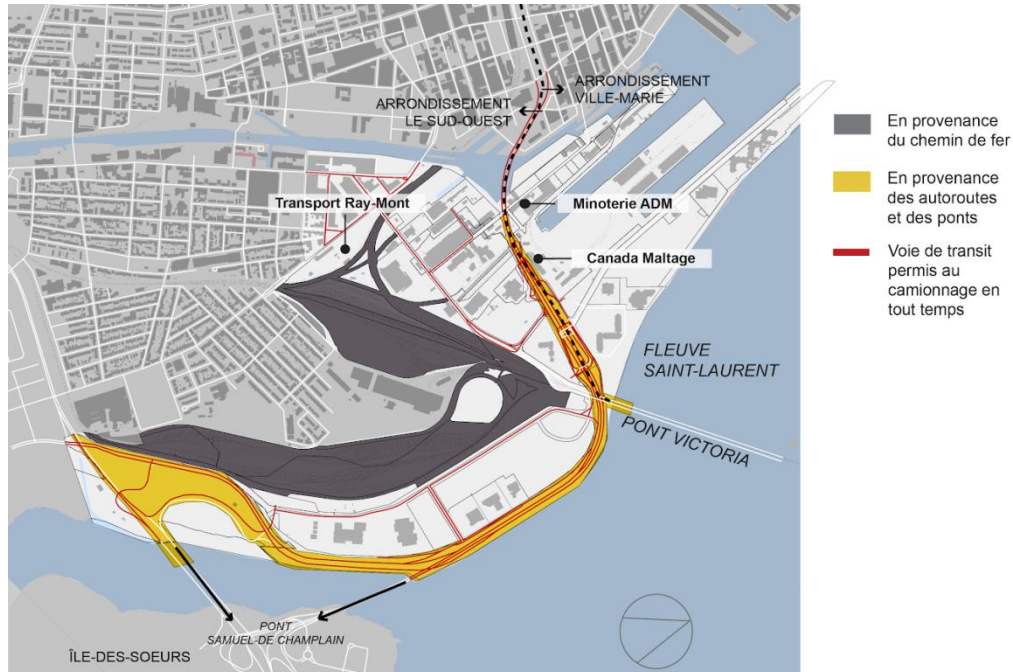 ARRONDISSEMENT
VILLE-MARIE
ARRONDISSEMENT
LE SUD-OUEST
Transport Ray-Mont
Minoterie ADM
Canada Maltage
FLEUVE
SAINT-LAURENT
PONT VICTORIA
PONT
SAMUEL-DE CHAMPLAIN
ÎLE-DES-SOEURS
En provenance
du chemin de fer
En provenance
des autoroutes
et des ponts
Voie de transit
permis au
camionnage en
tout temps